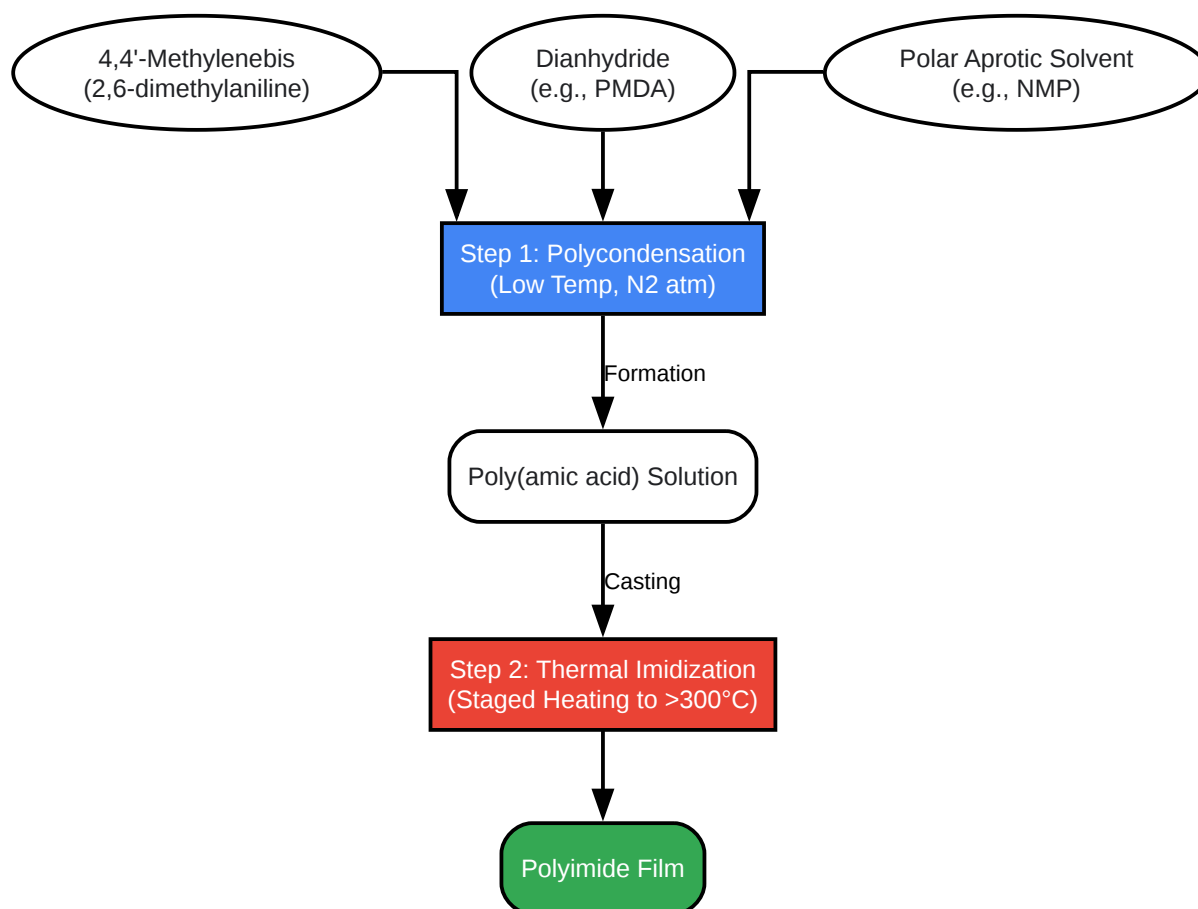 4,4'-Methylenebis
(2,6-dimethylaniline)
Dianhydride
(e.g., PMDA)
Polar Aprotic Solvent
(e.g., NMP)
Step 1: Polycondensation
(Low Temp, N2 atm)
Formation
Poly(amic acid) Solution
Casting
Step 2: Thermal Imidization
(Staged Heating to >300°C)
Polyimide Film